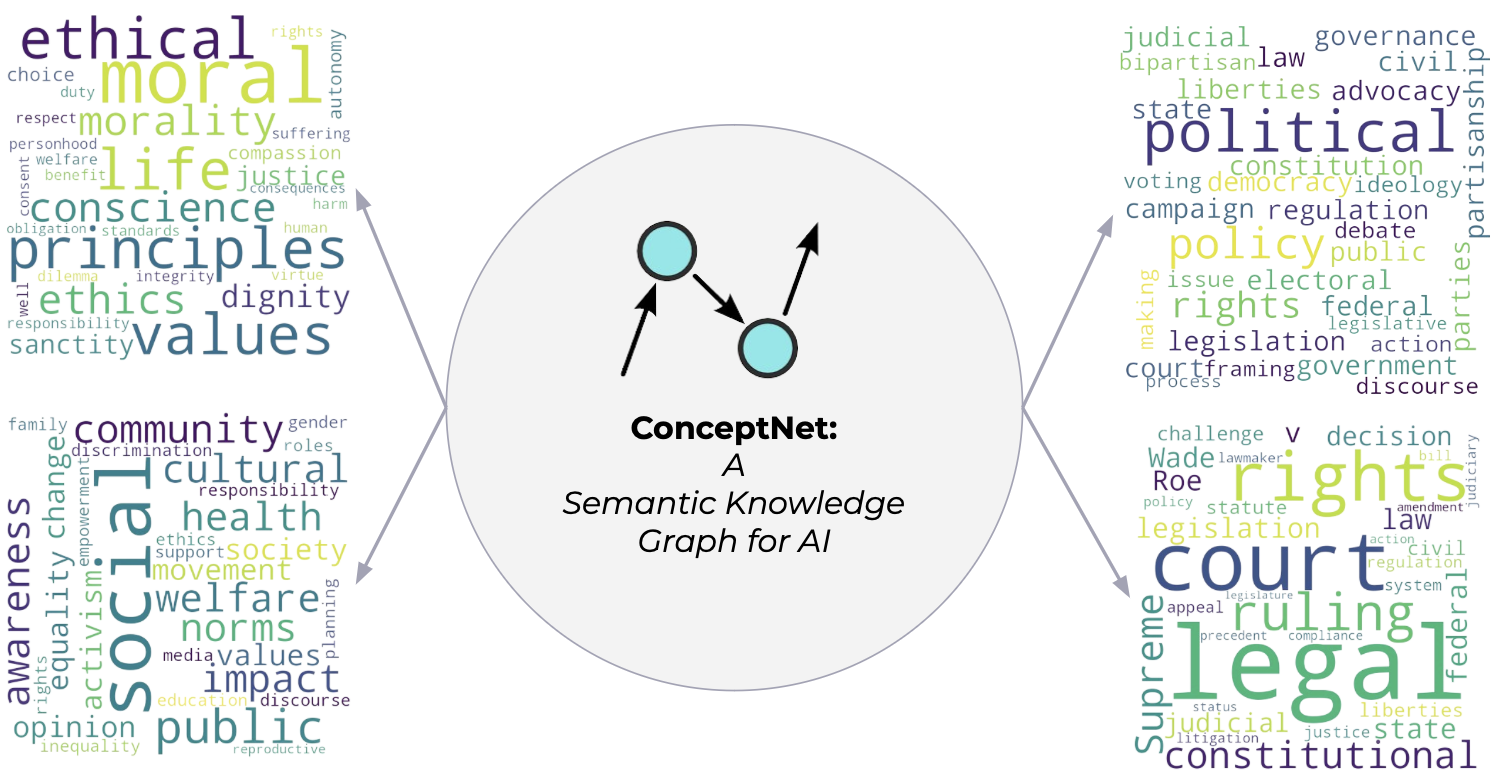 ethical
rights
moral
choice
autonomy
duty
respect
morality
suffering
personhood
welfare
life
compassion
benefit
justice
consent
consequences
conscience
harm
obligation
standards
human
principles
dilemma
integrity
virtue
well
ethics
dignity
responsibility
sanctity
values
family
community
gender
discrimination
roles
change
cultural
empowerment
social
responsibility
awareness
health
ethics
support
society
equality
movement
activism
welfare
planning
norms
media
values
rights
impact
education
discourse
opinion
public
inequality
reproductive
ConceptNet:
A
Semantic Knowledge
Graph for AI
judicial
governance
bipartisan
law
civil
liberties
advocacy
partisanship
state
political
constitution
voting
democracy
ideology
campaign
regulation
debate
policy
public
issue
electoral
making
rights
federal
parties
legislative
legislation
action
court
framing
government
process
discourse
challenge
v
decision
Wade
lawmaker
rights
bill
judiciary
Roe
policy
statute
amendment
law
legislation
court
action
civil
regulation
system
legislature
appeal
ruling
federal
Supreme
precedent
compliance
legal
status
liberties
judicial
litigation
justice
state
constitutional